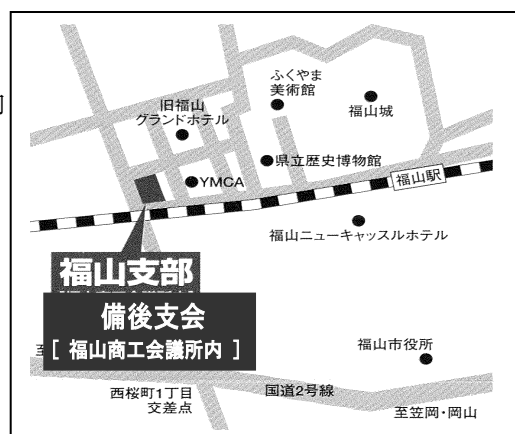 ふくやま
美術館
旧福山
グランドホテル
福山城
県立歴史博物館
YMCA
福山駅
福山ニューキャッスルホテル
福山支部
備後支会
[ 福山商工会議所内 ]
至
福山市役所
西桜町1丁目
交差点
国道2号線
至笠岡・岡山